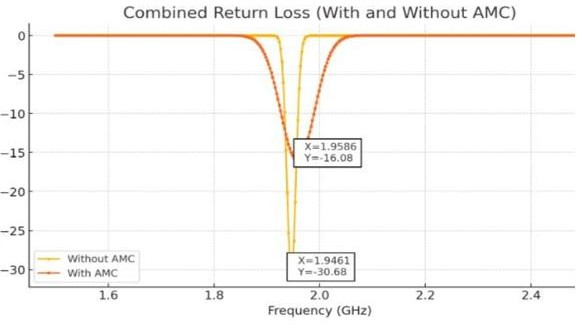 Combined Return Loss (With and Without AMC)
0
−5
−10
−15
−20
−25
−30
X=1.9586
Y=-16.08
X=1.9461
Y=-30.68
Without AMC
With AMC
1.6 1.8 2.0 2.2 2.4
Frequency (GHz)